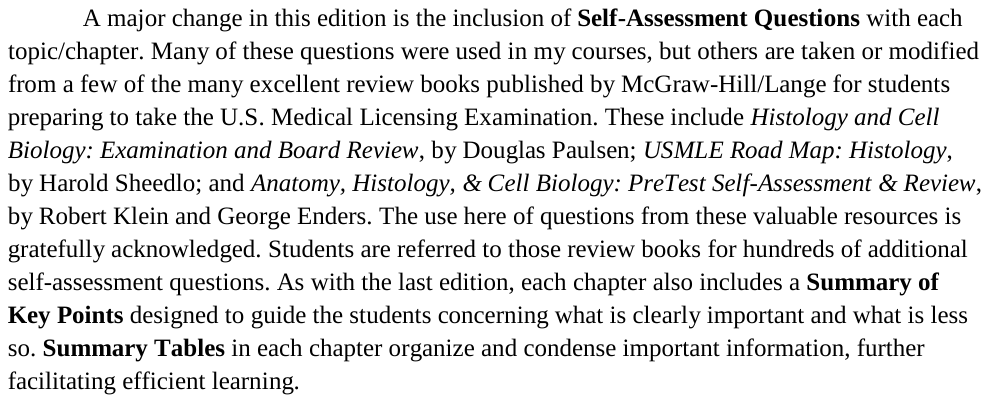 A major change in this edition is the inclusion of Self-Assessment Questions with each
topic/chapter. Many of these questions were used in my courses, but others are taken or modified
from a few of the many excellent review books published by McGraw-Hill/Lange for students
preparing to take the U.S. Medical Licensing Examination. These include Histology and Cell
Biology: Examination and Board Review, by Douglas Paulsen; USMLE Road Map: Histology,
by Harold Sheedlo; and Anatomy, Histology, & Cell Biology: PreTest Self-Assessment & Review,
by Robert Klein and George Enders. The use here of questions from these valuable resources is
gratefully acknowledged. Students are referred to those review books for hundreds of additional
self-assessment questions. As with the last edition, each chapter also includes a Summary of
Key Points designed to guide the students concerning what is clearly important and what is less
so. Summary Tables in each chapter organize and condense important information, further
facilitating efficient learning.